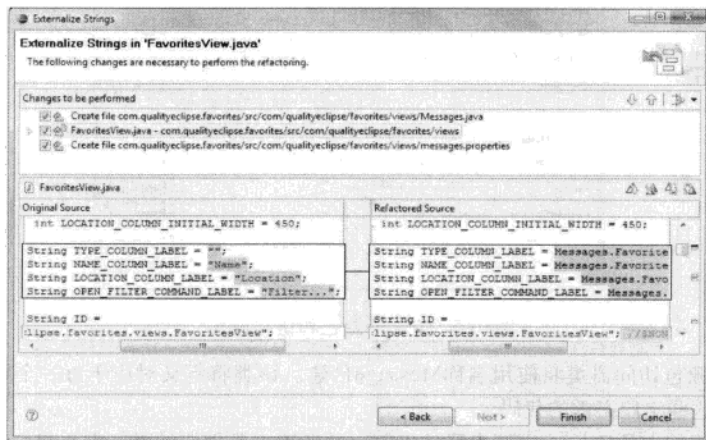 Externalize Strings
Externalize Strings in 'FavoritesView.java'
The following changes are necessary to perform the refactoring.
Changes to be performed
Create file com.qualityeclipse.favorites/src/com/qualityeclipse/favorites/views/Messages.java
FavoritesView.java - com.qualityeclipse.favorites/src/com/qualityeclipse/favorites/views
Create file com.qualityeclipse.favorites/src/com/qualityeclipse/favorites/views/messages.properties
FavoritesView.java
Original Source
int LOCATION_COLUMN_INITIAL_WIDTH = 450;
String TYPE_COLUMN_LABEL = "";
String NAME_COLUMN_LABEL = "Name";
String LOCATION_COLUMN_LABEL = "Location";
String OPEN_FILTER_COMMAND_LABEL = "Filter...";
String ID =
lipse.favorites.views.FavoritesView";
Refactored Source
int LOCATION_COLUMN_INITIAL_WIDTH = 450;
String TYPE_COLUMN_LABEL = Messages.Favorite
String NAME_COLUMN_LABEL = Messages.Favorite
String LOCATION_COLUMN_LABEL = Messages.Favo
String OPEN_FILTER_COMMAND_LABEL = Messages.
String ID =
lipse.favorites.views.FavoritesView"; //$NON
< Back
Next >
Finish
Cancel